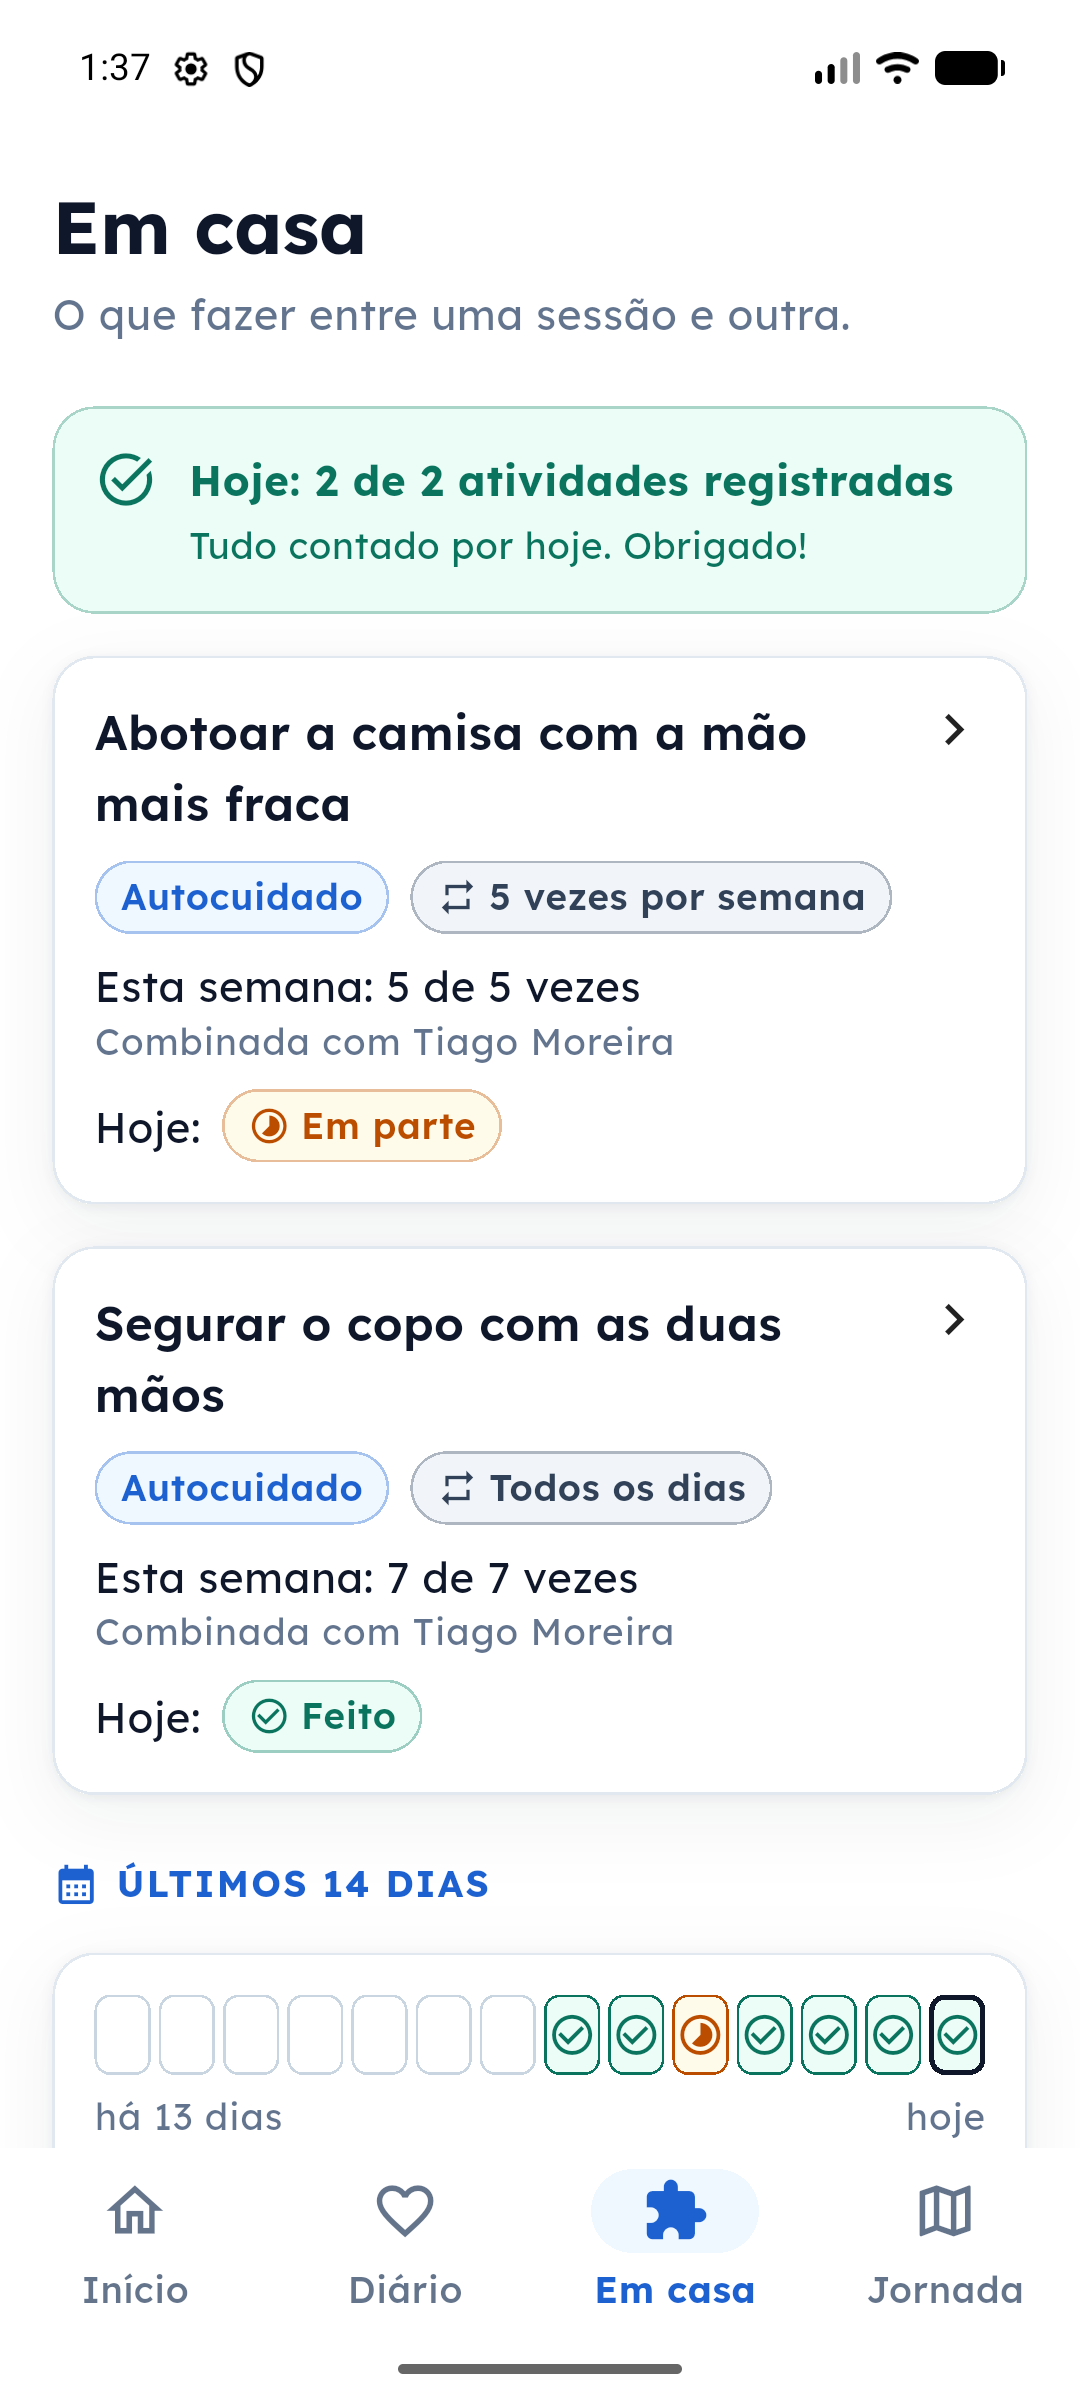 1:37
Em casa
O que fazer entre uma sessão e outra.
Hoje: 2 de 2 atividades registradas
Tudo contado por hoje. Obrigado!
Abotoar a camisa com a mão
mais fraca
Autocuidado
5 vezes por semana
Esta semana: 5 de 5 vezes
Combinada com Tiago Moreira
Hoje: Em parte
Segurar o copo com as duas
mãos
Autocuidado
Todos os dias
Esta semana: 7 de 7 vezes
Combinada com Tiago Moreira
Hoje: Feito
ÚLTIMOS 14 DIAS
há 13 dias
hoje
Início
Diário
Em casa
Jornada